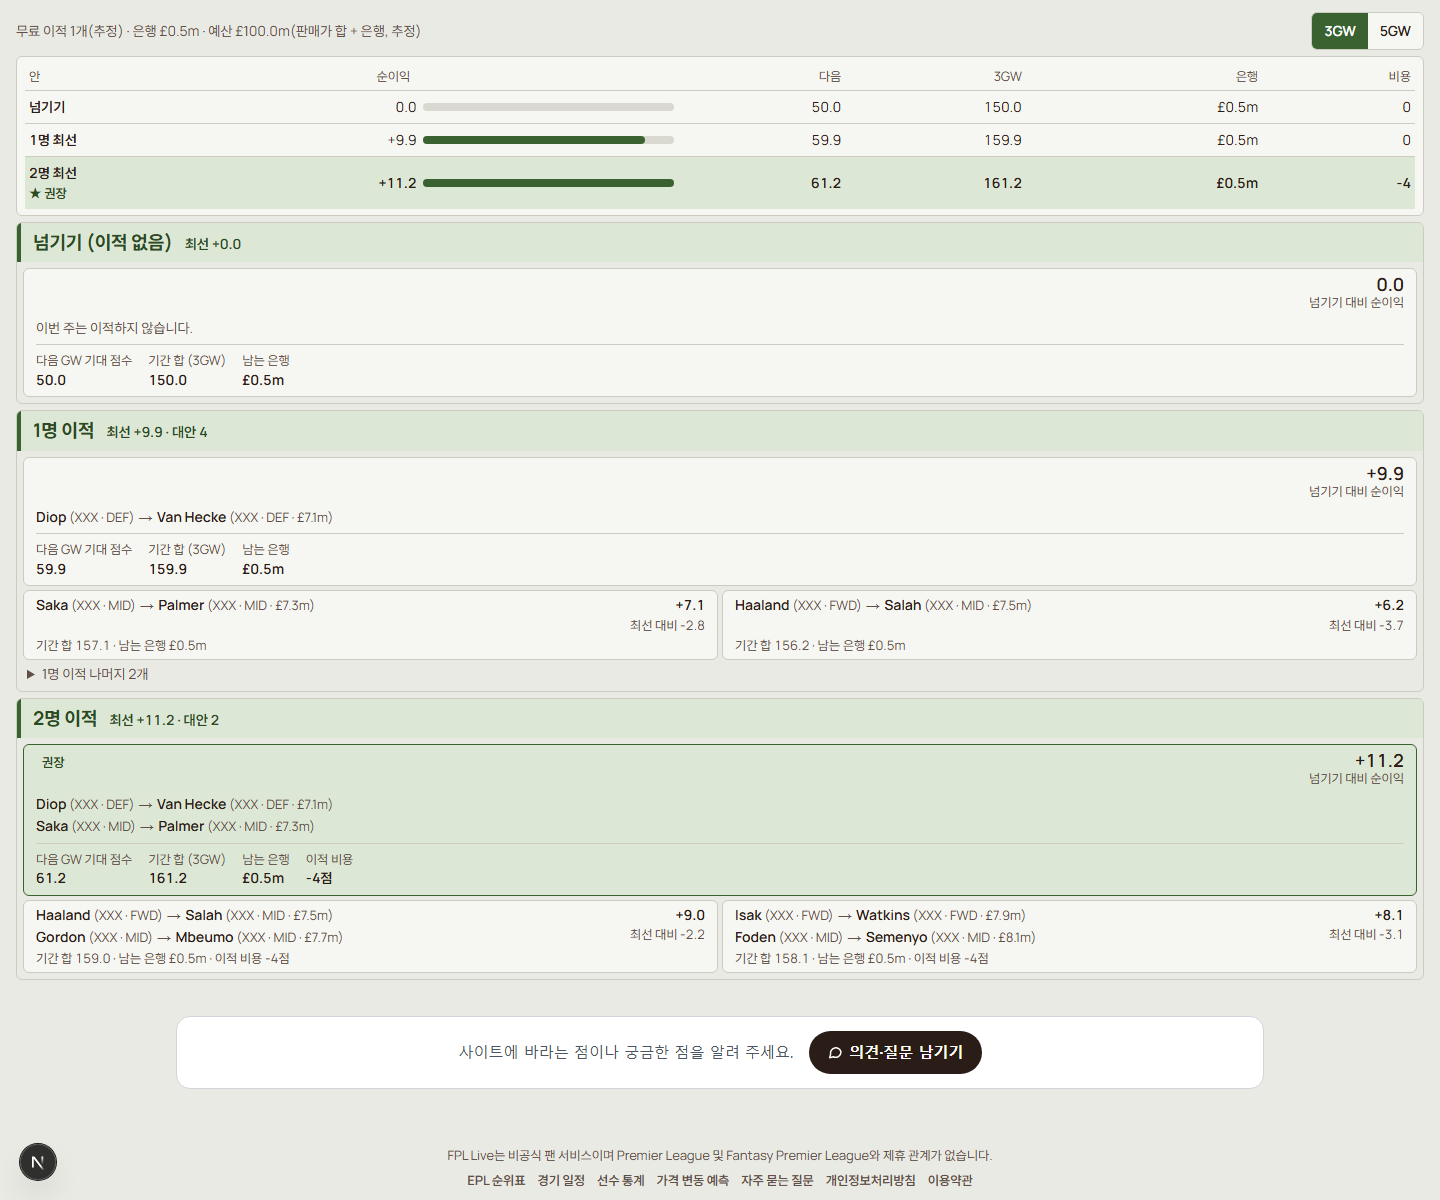 무료 이적 1개(추정) · 은행 £0.5m · 예산 £100.0m(판매가 합 + 은행, 추정)
3GW 5GW
안 순이익 다음 3GW 은행 비용
넘기기 0.0 50.0 150.0 £0.5m 0
1명 최선 +9.9 59.9 159.9 £0.5m 0
2명 최선
★ 권장 +11.2 61.2 161.2 £0.5m -4
넘기기 (이적 없음) 최선 +0.0
0.0
넘기기 대비 순이익
이번 주는 이적하지 않습니다.
다음 GW 기대 점수 기간 합 (3GW) 남는 은행
50.0 150.0 £0.5m
1명 이적 최선 +9.9 · 대안 4
+9.9
넘기기 대비 순이익
Diop (XXX · DEF) → Van Hecke (XXX · DEF · £7.1m)
다음 GW 기대 점수 기간 합 (3GW) 남는 은행
59.9 159.9 £0.5m
Saka (XXX · MID) → Palmer (XXX · MID · £7.3m) +7.1
최선 대비 -2.8
기간 합 157.1 · 남는 은행 £0.5m
Haaland (XXX · FWD) → Salah (XXX · MID · £7.5m) +6.2
최선 대비 -3.7
기간 합 156.2 · 남는 은행 £0.5m
▶ 1명 이적 나머지 2개
2명 이적 최선 +11.2 · 대안 2
권장 +11.2
넘기기 대비 순이익
Diop (XXX · DEF) → Van Hecke (XXX · DEF · £7.1m)
Saka (XXX · MID) → Palmer (XXX · MID · £7.3m)
다음 GW 기대 점수 기간 합 (3GW) 남는 은행 이적 비용
61.2 161.2 £0.5m -4점
Haaland (XXX · FWD) → Salah (XXX · MID · £7.5m) +9.0
Gordon (XXX · MID) → Mbeumo (XXX · MID · £7.7m) 최선 대비 -2.2
기간 합 159.0 · 남는 은행 £0.5m · 이적 비용 -4점
Isak (XXX · FWD) → Watkins (XXX · FWD · £7.9m) +8.1
Foden (XXX · MID) → Semenyo (XXX · MID · £8.1m) 최선 대비 -3.1
기간 합 158.1 · 남는 은행 £0.5m · 이적 비용 -4점
사이트에 바라는 점이나 궁금한 점을 알려 주세요. 의견·질문 남기기
N
FPL Live는 비공식 팬 서비스이며 Premier League 및 Fantasy Premier League와 제휴 관계가 없습니다.
EPL 순위표 경기 일정 선수 통계 가격 변동 예측 자주 묻는 질문 개인정보처리방침 이용약관